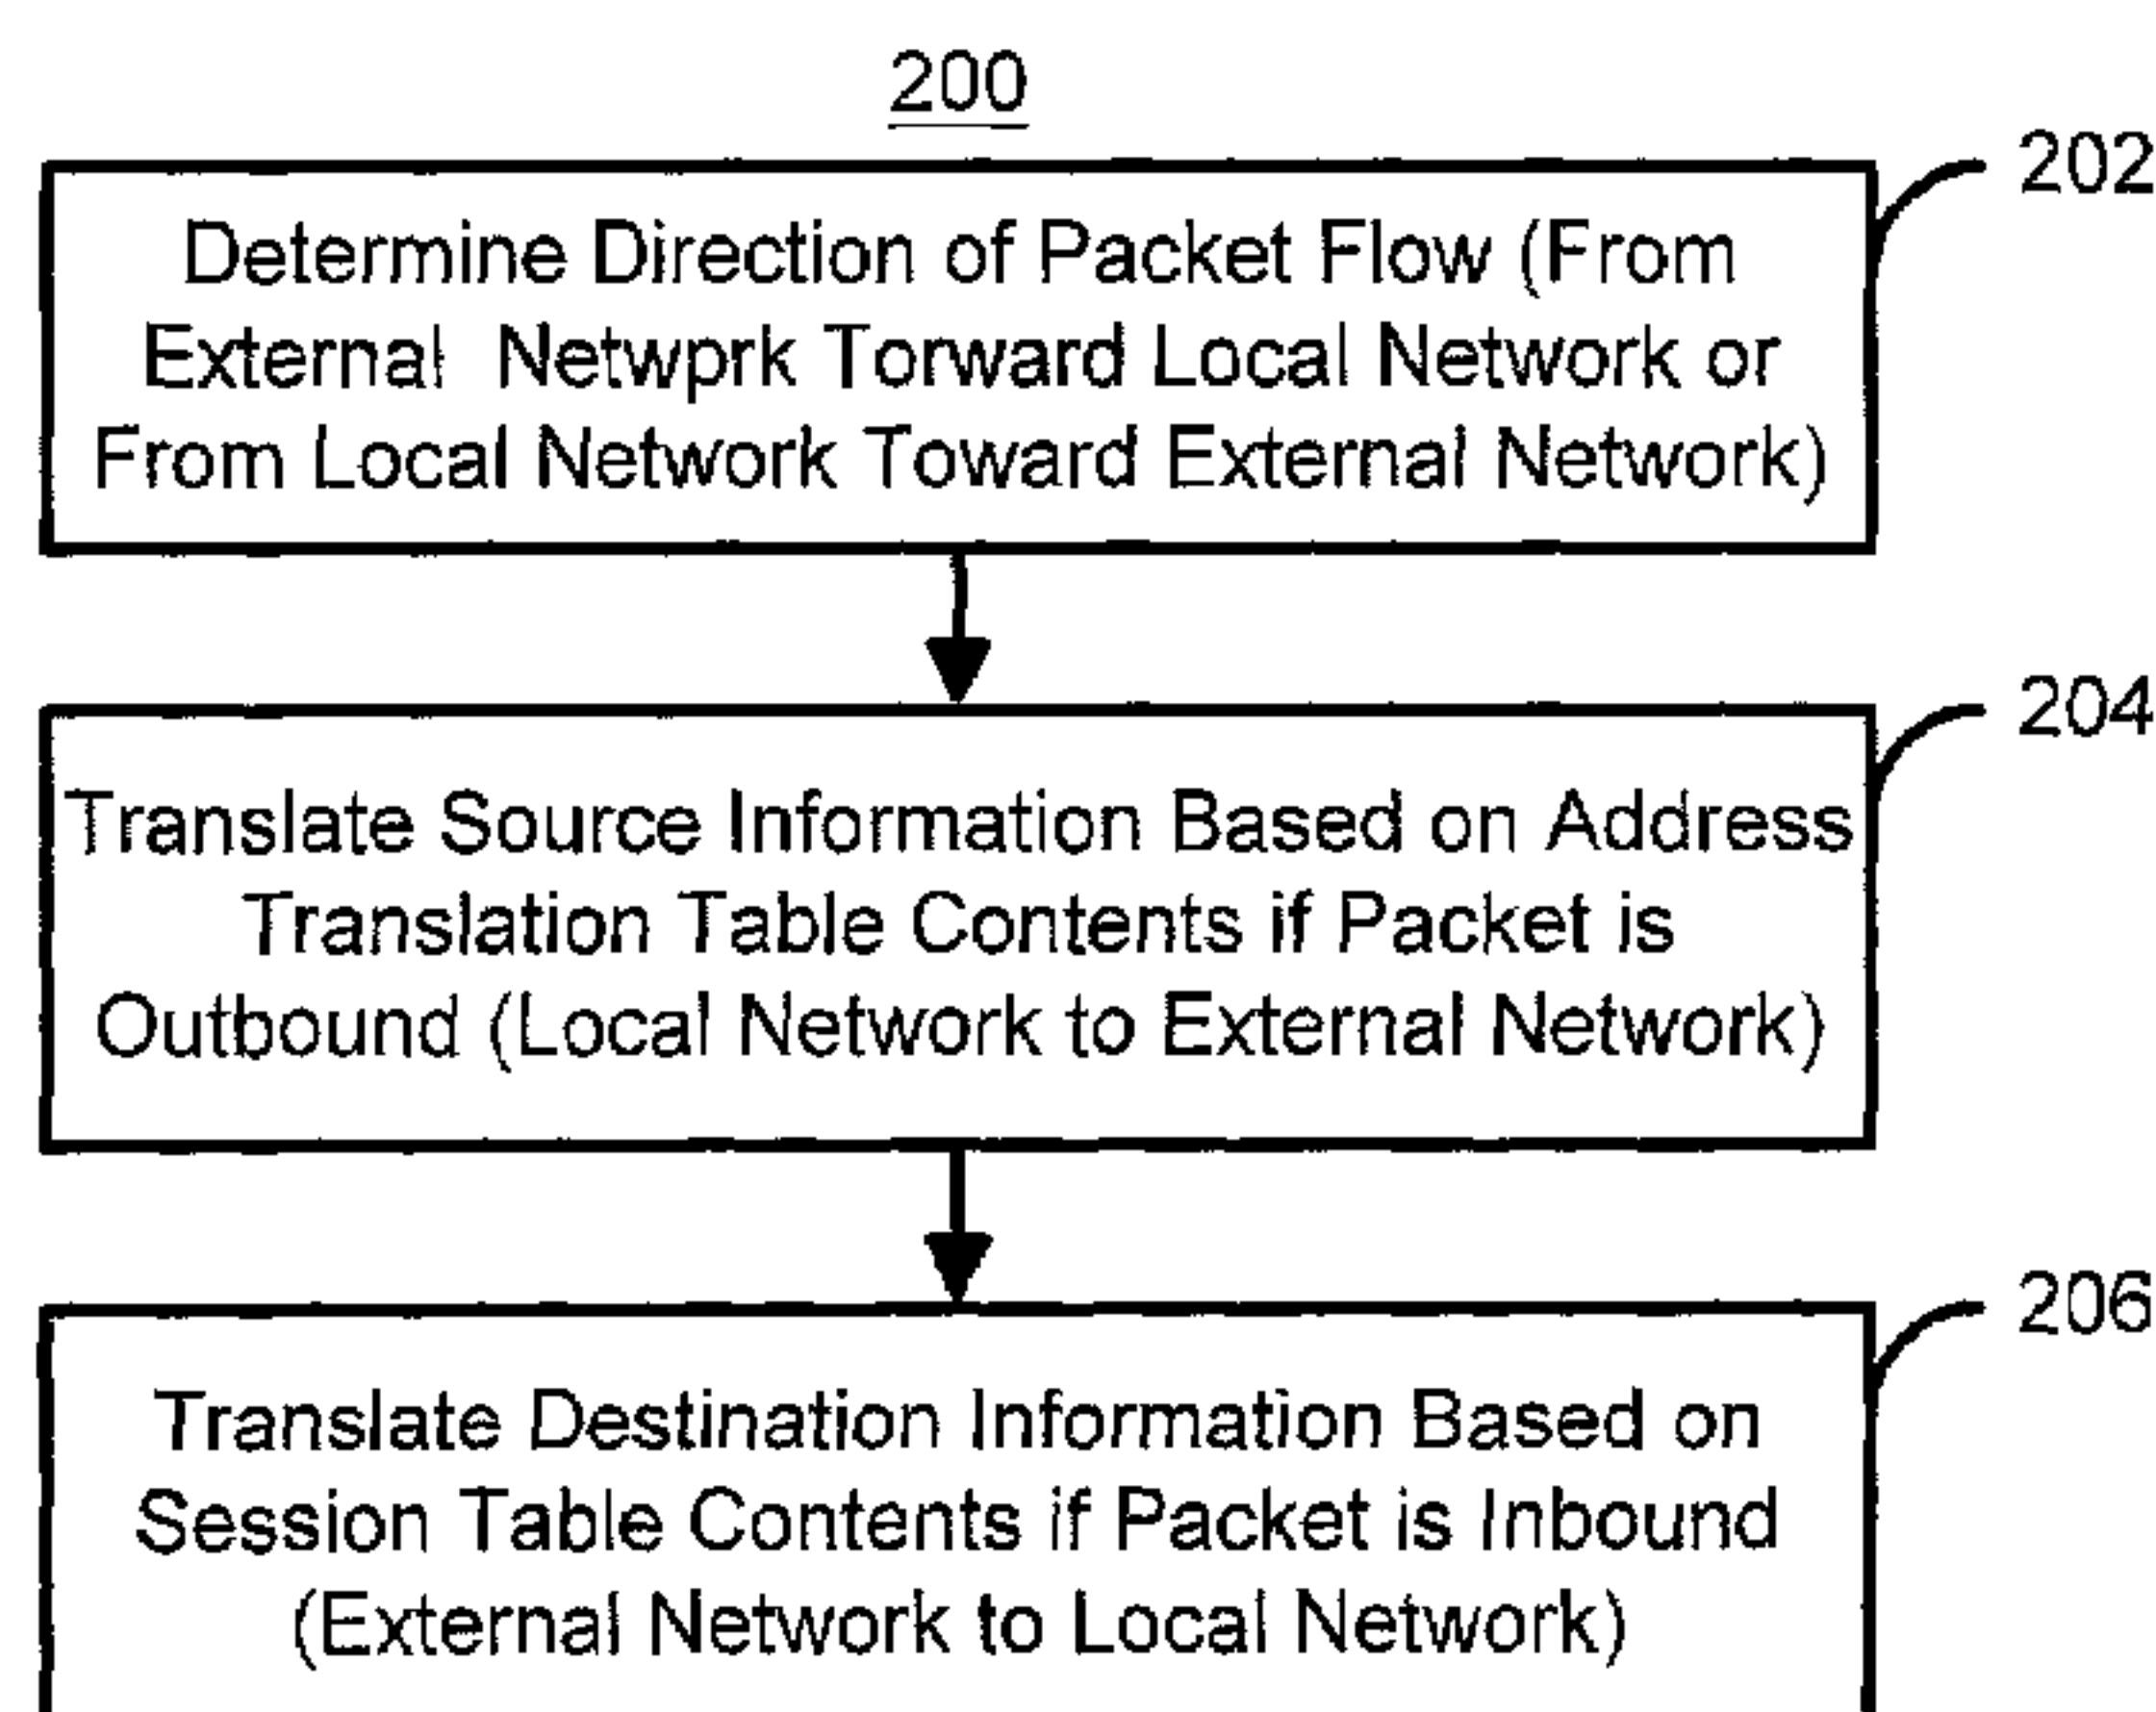 200
202
Determine Direction of Packet Flow (From
External Netwprk Torward Local Network or
From Local Network Toward External Network)
204
Translate Source Information Based on Address
Translation Table Contents if Packet is
Outbound (Local Network to External Network)
206
Translate Destination Information Based on
Session Table Contents if Packet is Inbound
(External Network to Local Network)